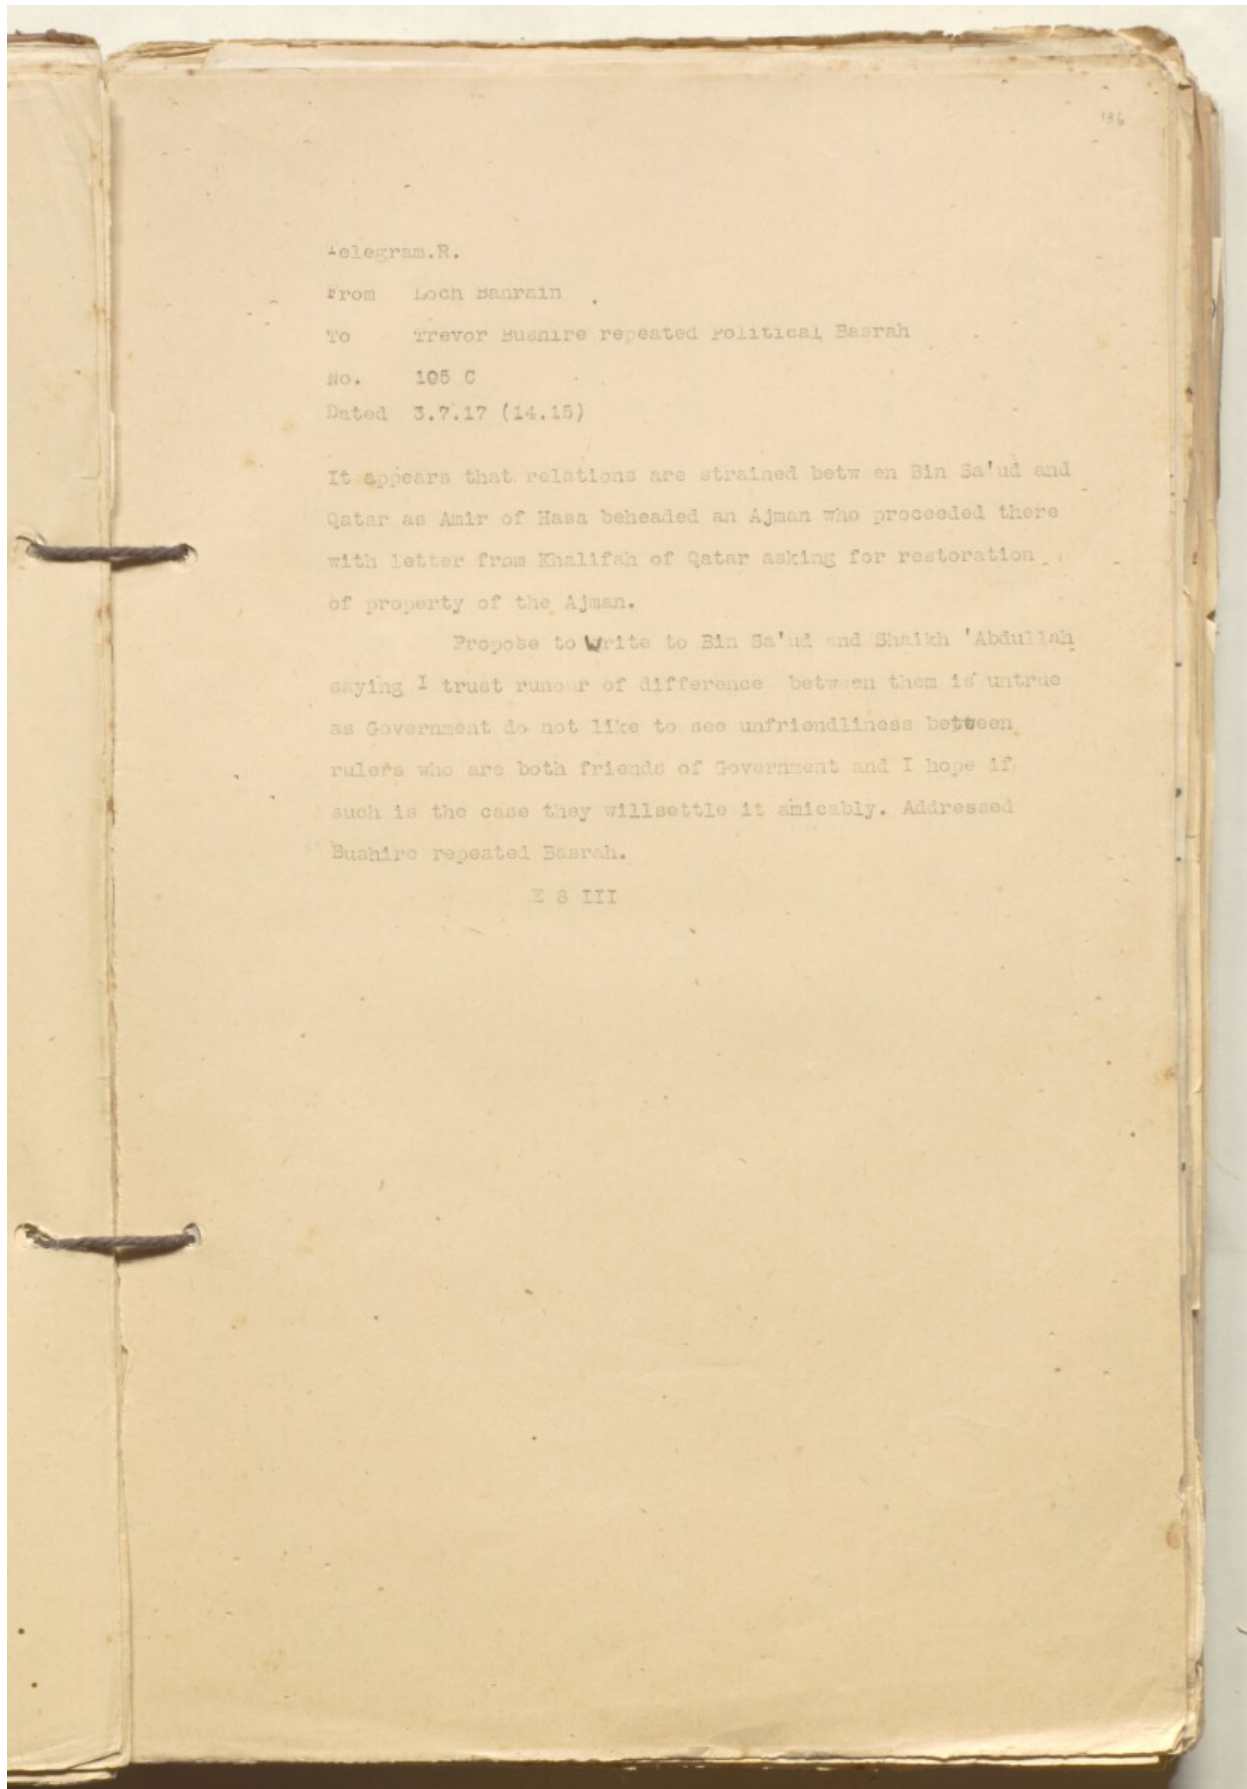 136
Telegram.R.
From Loch Bahrain .
To Trevor Bushire repeated Political Basrah
No. 105 C
Dated 3.7.17 (14.15)
It appears that relations are strained betw en Bin Sa'ud and
Qatar as Amir of Hasa beheaded an Ajman who proceeded there
with letter from Khalifah of Qatar asking for restoration
of property of the Ajman.
Propose to write to Bin Sa'ud and Shaikh 'Abdullah
saying I trust rumour of difference between them is untrue
as Government do not like to see unfriendliness between
rulers who are both friends of Government and I hope if
such is the case they willsettle it amicably. Addressed
Bushire repeated Basrah.
III